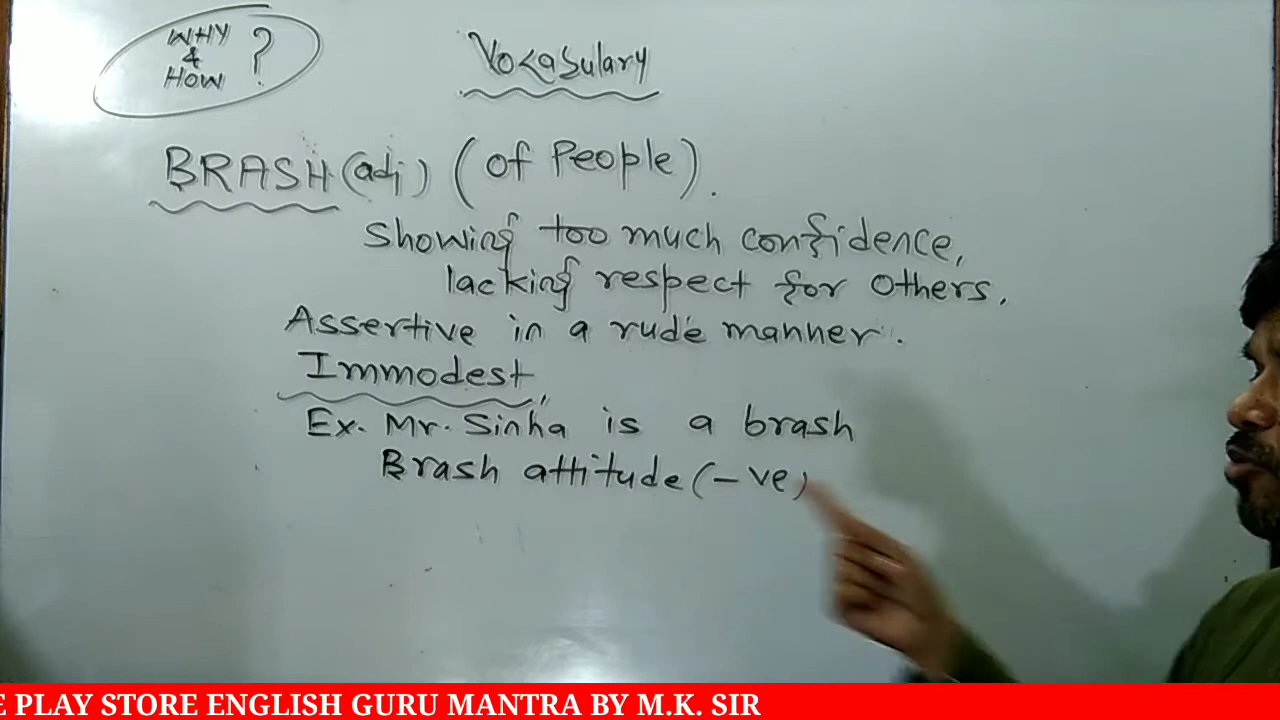 WHY
&
HOW ?
Vocabulary
BRASH (adj) (of People).
Showing too much confidence,
lacking respect for others.
Assertive in a rude manner.
Immodest,
Ex. Mr. Sinha is a brash
Brash attitude (-ve)
E PLAY STORE ENGLISH GURU MANTRA BY M.K. SIR